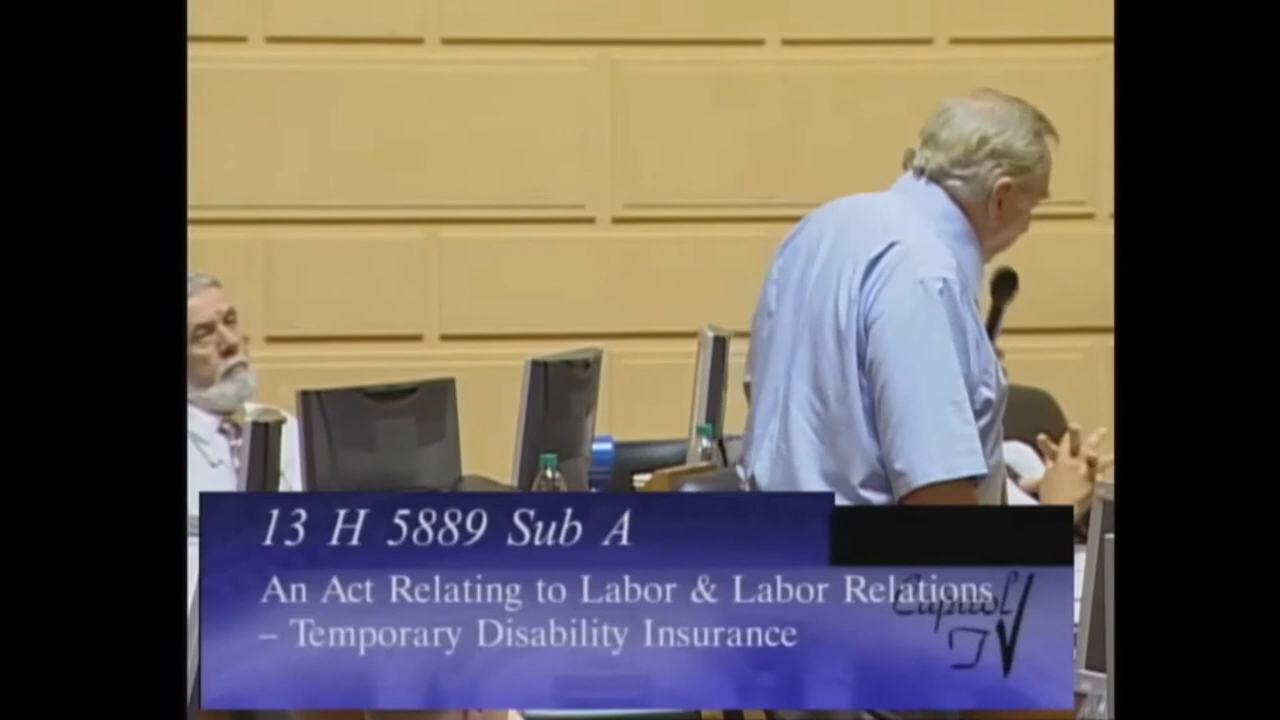 13 H 5889 Sub A
An Act Relating to Labor & Labor Relations
– Temporary Disability Insurance
Capitol
TV